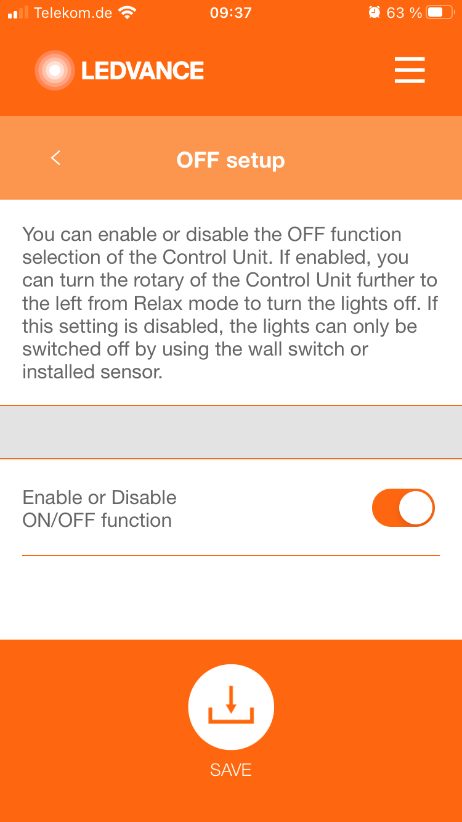 Telekom.de 09:37 63 %
LEDVANCE
OFF setup
You can enable or disable the OFF function
selection of the Control Unit. If enabled, you
can turn the rotary of the Control Unit further to
the left from Relax mode to turn the lights off. If
this setting is disabled, the lights can only be
switched off by using the wall switch or
installed sensor.
Enable or Disable
ON/OFF function
SAVE